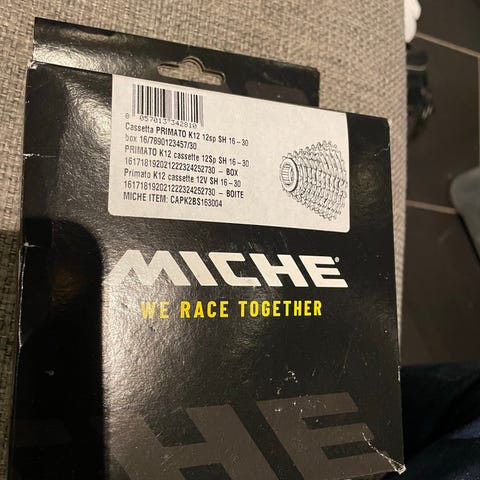 8 057013 342810
Cassetta PRIMATO K12 12sp SH 16-30
box 16/7890123457/30
PRIMATO K12 cassette 12Sp SH 16-30
161718192021222324252730 - BOX
Primato K12 cassette 12V SH 16-30
161718192021222324252730 - BOITE
MICHE ITEM: CAPK2BS163004
MICHE®
WE RACE TOGETHER
CHE